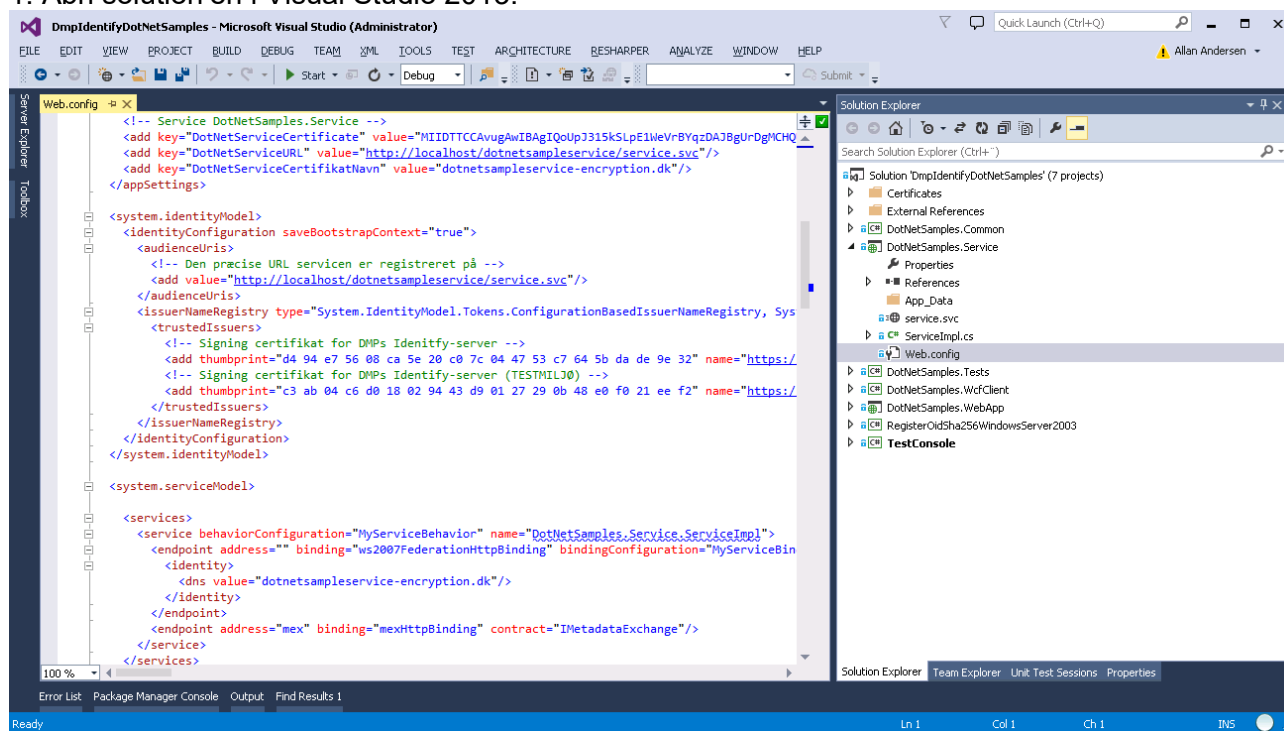 DmpIdentifyDotNetSamples - Microsoft Visual Studio (Administrator)
Quick Launch (Ctrl+Q)
FILE EDIT VIEW PROJECT BUILD DEBUG TEAM XML TOOLS TEST ARCHITECTURE RESHARPER ANALYZE WINDOW HELP
Allan Andersen
Start
Debug
Submit
Server Explorer
Toolbox
Web.config
<!-- Service DotNetSamples.Service -->
<add key="DotNetServiceCertificate" value="MIIDTTCCAvugAwIBAgIQoUpJ315kSLpE1WeVrBYqzDAJBgUrDgMCHQ
<add key="DotNetServiceURL" value="http://localhost/dotnetsampleservice/service.svc"/>
<add key="DotNetServiceCertifikatNavn" value="dotnetsampleservice-encryption.dk"/>
</appSettings>
<system.identityModel>
<identityConfiguration saveBootstrapContext="true">
<audienceUris>
<!-- Den præcise URL servicen er registreret på -->
<add value="http://localhost/dotnetsampleservice/service.svc"/>
</audienceUris>
<issuerNameRegistry type="System.IdentityModel.Tokens.ConfigurationBasedIssuerNameRegistry, Sys
<trustedIssuers>
<!-- Signing certifikat for DMPs Idenitfy-server -->
<add thumbprint="d4 94 e7 56 08 ca 5e 20 c0 7c 04 47 53 c7 64 5b da de 9e 32" name="https:/
<!-- Signing certifikat for DMPs Identify-server (TESTMILJØ) -->
<add thumbprint="c3 ab 04 c6 d0 18 02 94 43 d9 01 27 29 0b 48 e0 f0 21 ee f2" name="https:/
</trustedIssuers>
</issuerNameRegistry>
</identityConfiguration>
</system.identityModel>
<system.serviceModel>
<services>
<service behaviorConfiguration="MyServiceBehavior" name="DotNetSamples.Service.ServiceImpl">
<endpoint address="" binding="ws2007FederationHttpBinding" bindingConfiguration="MyServiceBin
<identity>
<dns value="dotnetsampleservice-encryption.dk"/>
</identity>
</endpoint>
<endpoint address="mex" binding="mexHttpBinding" contract="IMetadataExchange"/>
</service>
</services>
100 %
Solution Explorer
Search Solution Explorer (Ctrl+¨)
Solution 'DmpIdentifyDotNetSamples' (7 projects)
Certificates
External References
DotNetSamples.Common
DotNetSamples.Service
Properties
References
App_Data
service.svc
ServiceImpl.cs
Web.config
DotNetSamples.Tests
DotNetSamples.WcfClient
DotNetSamples.WebApp
RegisterOidSha256WindowsServer2003
TestConsole
Solution Explorer Team Explorer Unit Test Sessions Properties
Error List Package Manager Console Output Find Results 1
Ready Ln 1 Col 1 Ch 1 INS